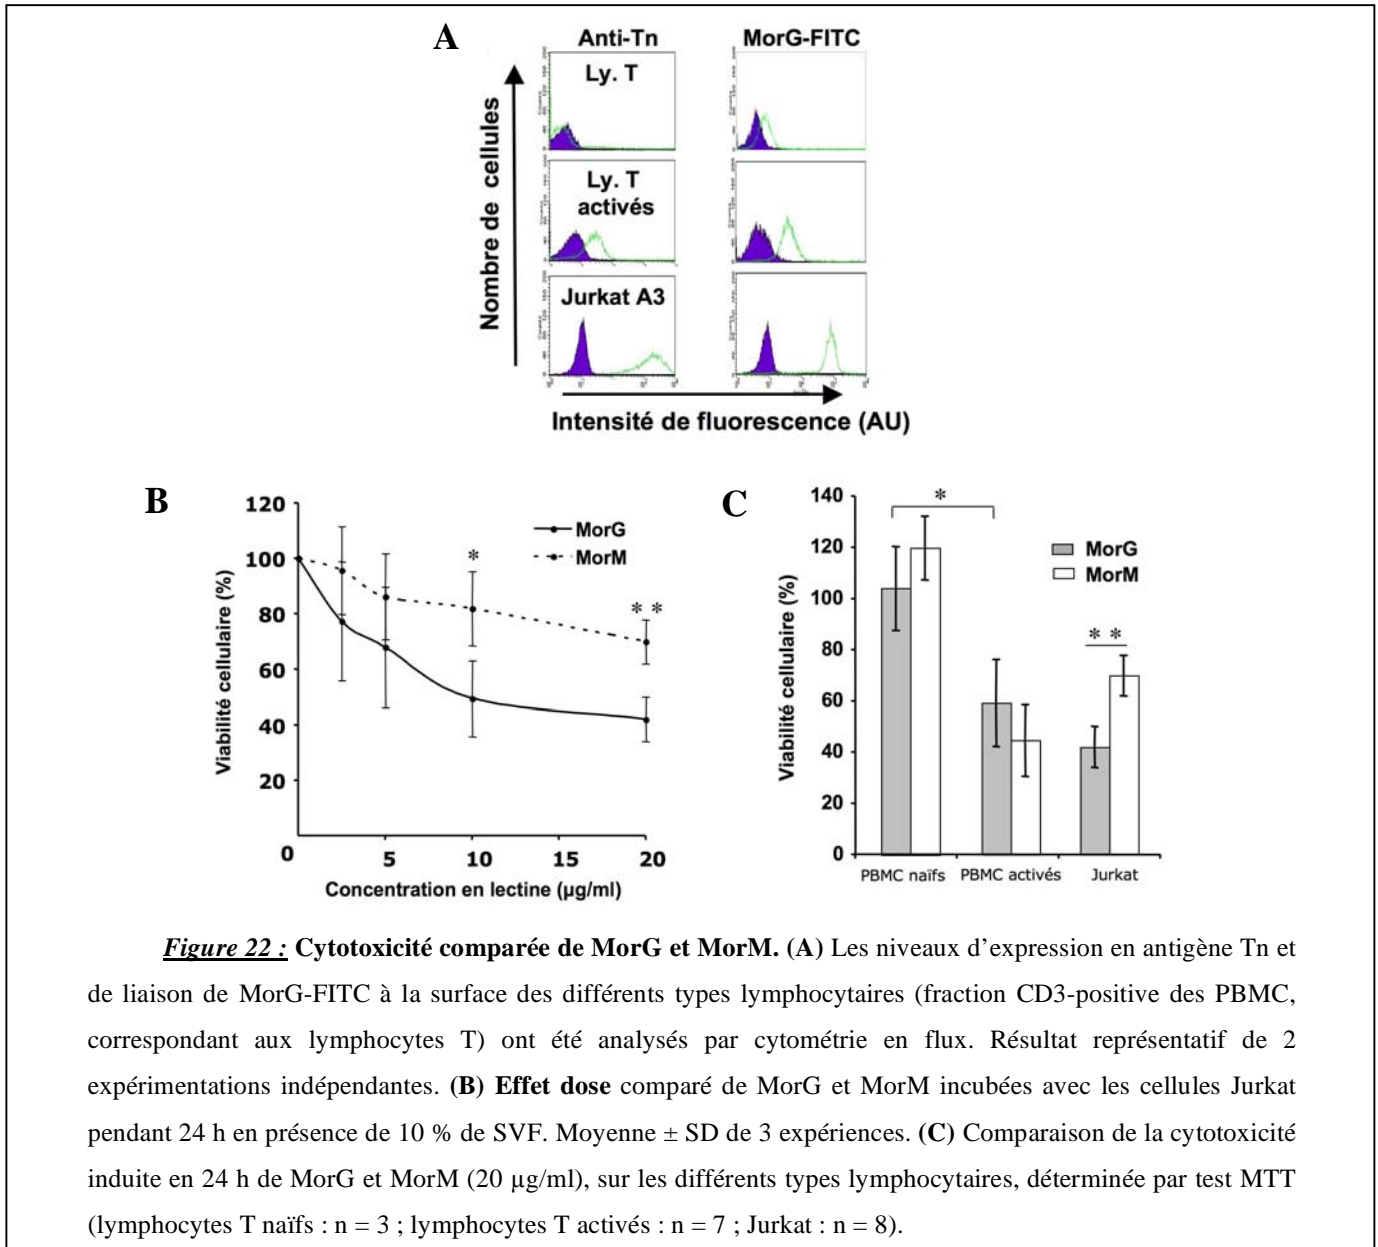 A
Anti-Tn
MorG-FITC
Ly. T
Ly. T
activés
Jurkat A3
Nombre de cellules
Intensité de fluorescence (AU)
B
120
100
80
60
40
20
0
5
10
15
20
MorG
MorM
*
* *
Viabilité cellulaire (%)
Concentration en lectine (µg/ml)
C
140
120
100
80
60
40
20
0
*
* *
MorG
MorM
Viabilité cellulaire (%)
PBMC naïfs PBMC activés Jurkat
Figure 22 : Cytotoxicité comparée de MorG et MorM. (A) Les niveaux d’expression en antigène Tn et
de liaison de MorG-FITC à la surface des différents types lymphocytaires (fraction CD3-positive des PBMC,
correspondant aux lymphocytes T) ont été analysés par cytométrie en flux. Résultat représentatif de 2
expérimentations indépendantes. (B) Effet dose comparé de MorG et MorM incubées avec les cellules Jurkat
pendant 24 h en présence de 10 % de SVF. Moyenne ± SD de 3 expériences. (C) Comparaison de la cytotoxicité
induite en 24 h de MorG et MorM (20 µg/ml), sur les différents types lymphocytaires, déterminée par test MTT
(lymphocytes T naïfs : n = 3 ; lymphocytes T activés : n = 7 ; Jurkat : n = 8).